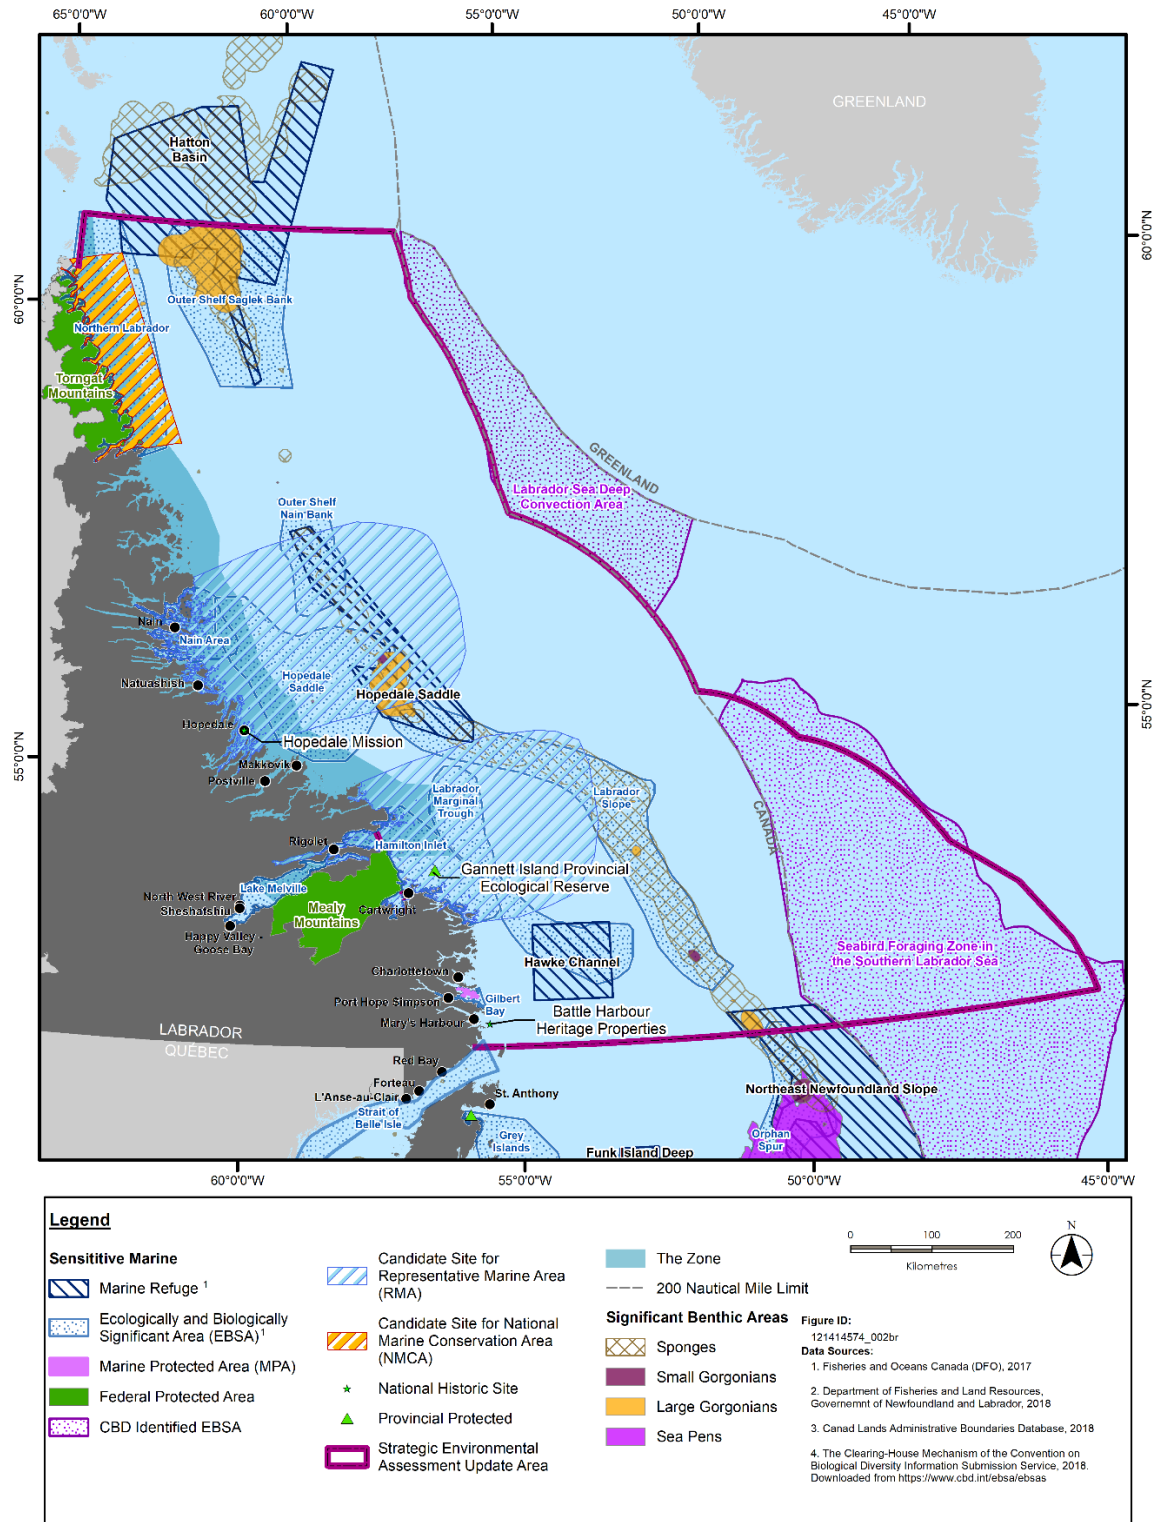 65°0'0"W
60°0'0"W
55°0'0"W
50°0'0"W
45°0'0"W
GREENLAND
Hatton
Basin
60°0'0"N
60°0'0"N
Outer Shelf Saglek Bank
Northern Labrador
Torngat
Mountains
GREENLAND
Labrador Sea Deep
Convection Area
Outer Shelf
Nain Bank
Nain
Nain Area
Natuashish
Hopedale
Saddle
Hopedale Saddle
55°0'0"N
Hopedale
Hopedale Mission
55°0'0"N
Makkovik
Postville
Labrador
Marginal
Trough
Labrador
Slope
CANADA
Rigolet
Hamilton Inlet
Gannett Island Provincial
Ecological Reserve
Lake Melville
North West River
Sheshatshiu
Mealy
Mountains
Cartwright
Happy Valley -
Goose Bay
Seabird Foraging Zone in
the Southern Labrador Sea
Hawke Channel
Charlottetown
Port Hope Simpson
Gilbert
Bay
Mary's Harbour
Battle Harbour
Heritage Properties
LABRADOR
QUÉBEC
Red Bay
Forteau
L'Anse-au-Clair
St. Anthony
Northeast Newfoundland Slope
Strait of
Belle Isle
Grey
Islands
Orphan
Spur
Funk Island Deep
60°0'0"W
55°0'0"W
50°0'0"W
45°0'0"W
Legend
Sensitive Marine
Marine Refuge 1
Ecologically and Biologically
Significant Area (EBSA)1
Marine Protected Area (MPA)
Federal Protected Area
CBD Identified EBSA
Candidate Site for
Representative Marine Area
(RMA)
Candidate Site for National
Marine Conservation Area
(NMCA)
National Historic Site
Provincial Protected
Strategic Environmental
Assessment Update Area
The Zone
200 Nautical Mile Limit
Significant Benthic Areas
Sponges
Small Gorgonians
Large Gorgonians
Sea Pens
0 100 200
Kilometres
N
Figure ID:
121414574_002br
Data Sources:
1. Fisheries and Oceans Canada (DFO), 2017
2. Department of Fisheries and Land Resources,
Governemnt of Newfoundland and Labrador, 2018
3. Canad Lands Administrative Boundaries Database, 2018
4. The Clearing-House Mechanism of the Convention on
Biological Diversity Information Submission Service, 2018.
Downloaded from https://www.cbd.int/ebsa/ebsas